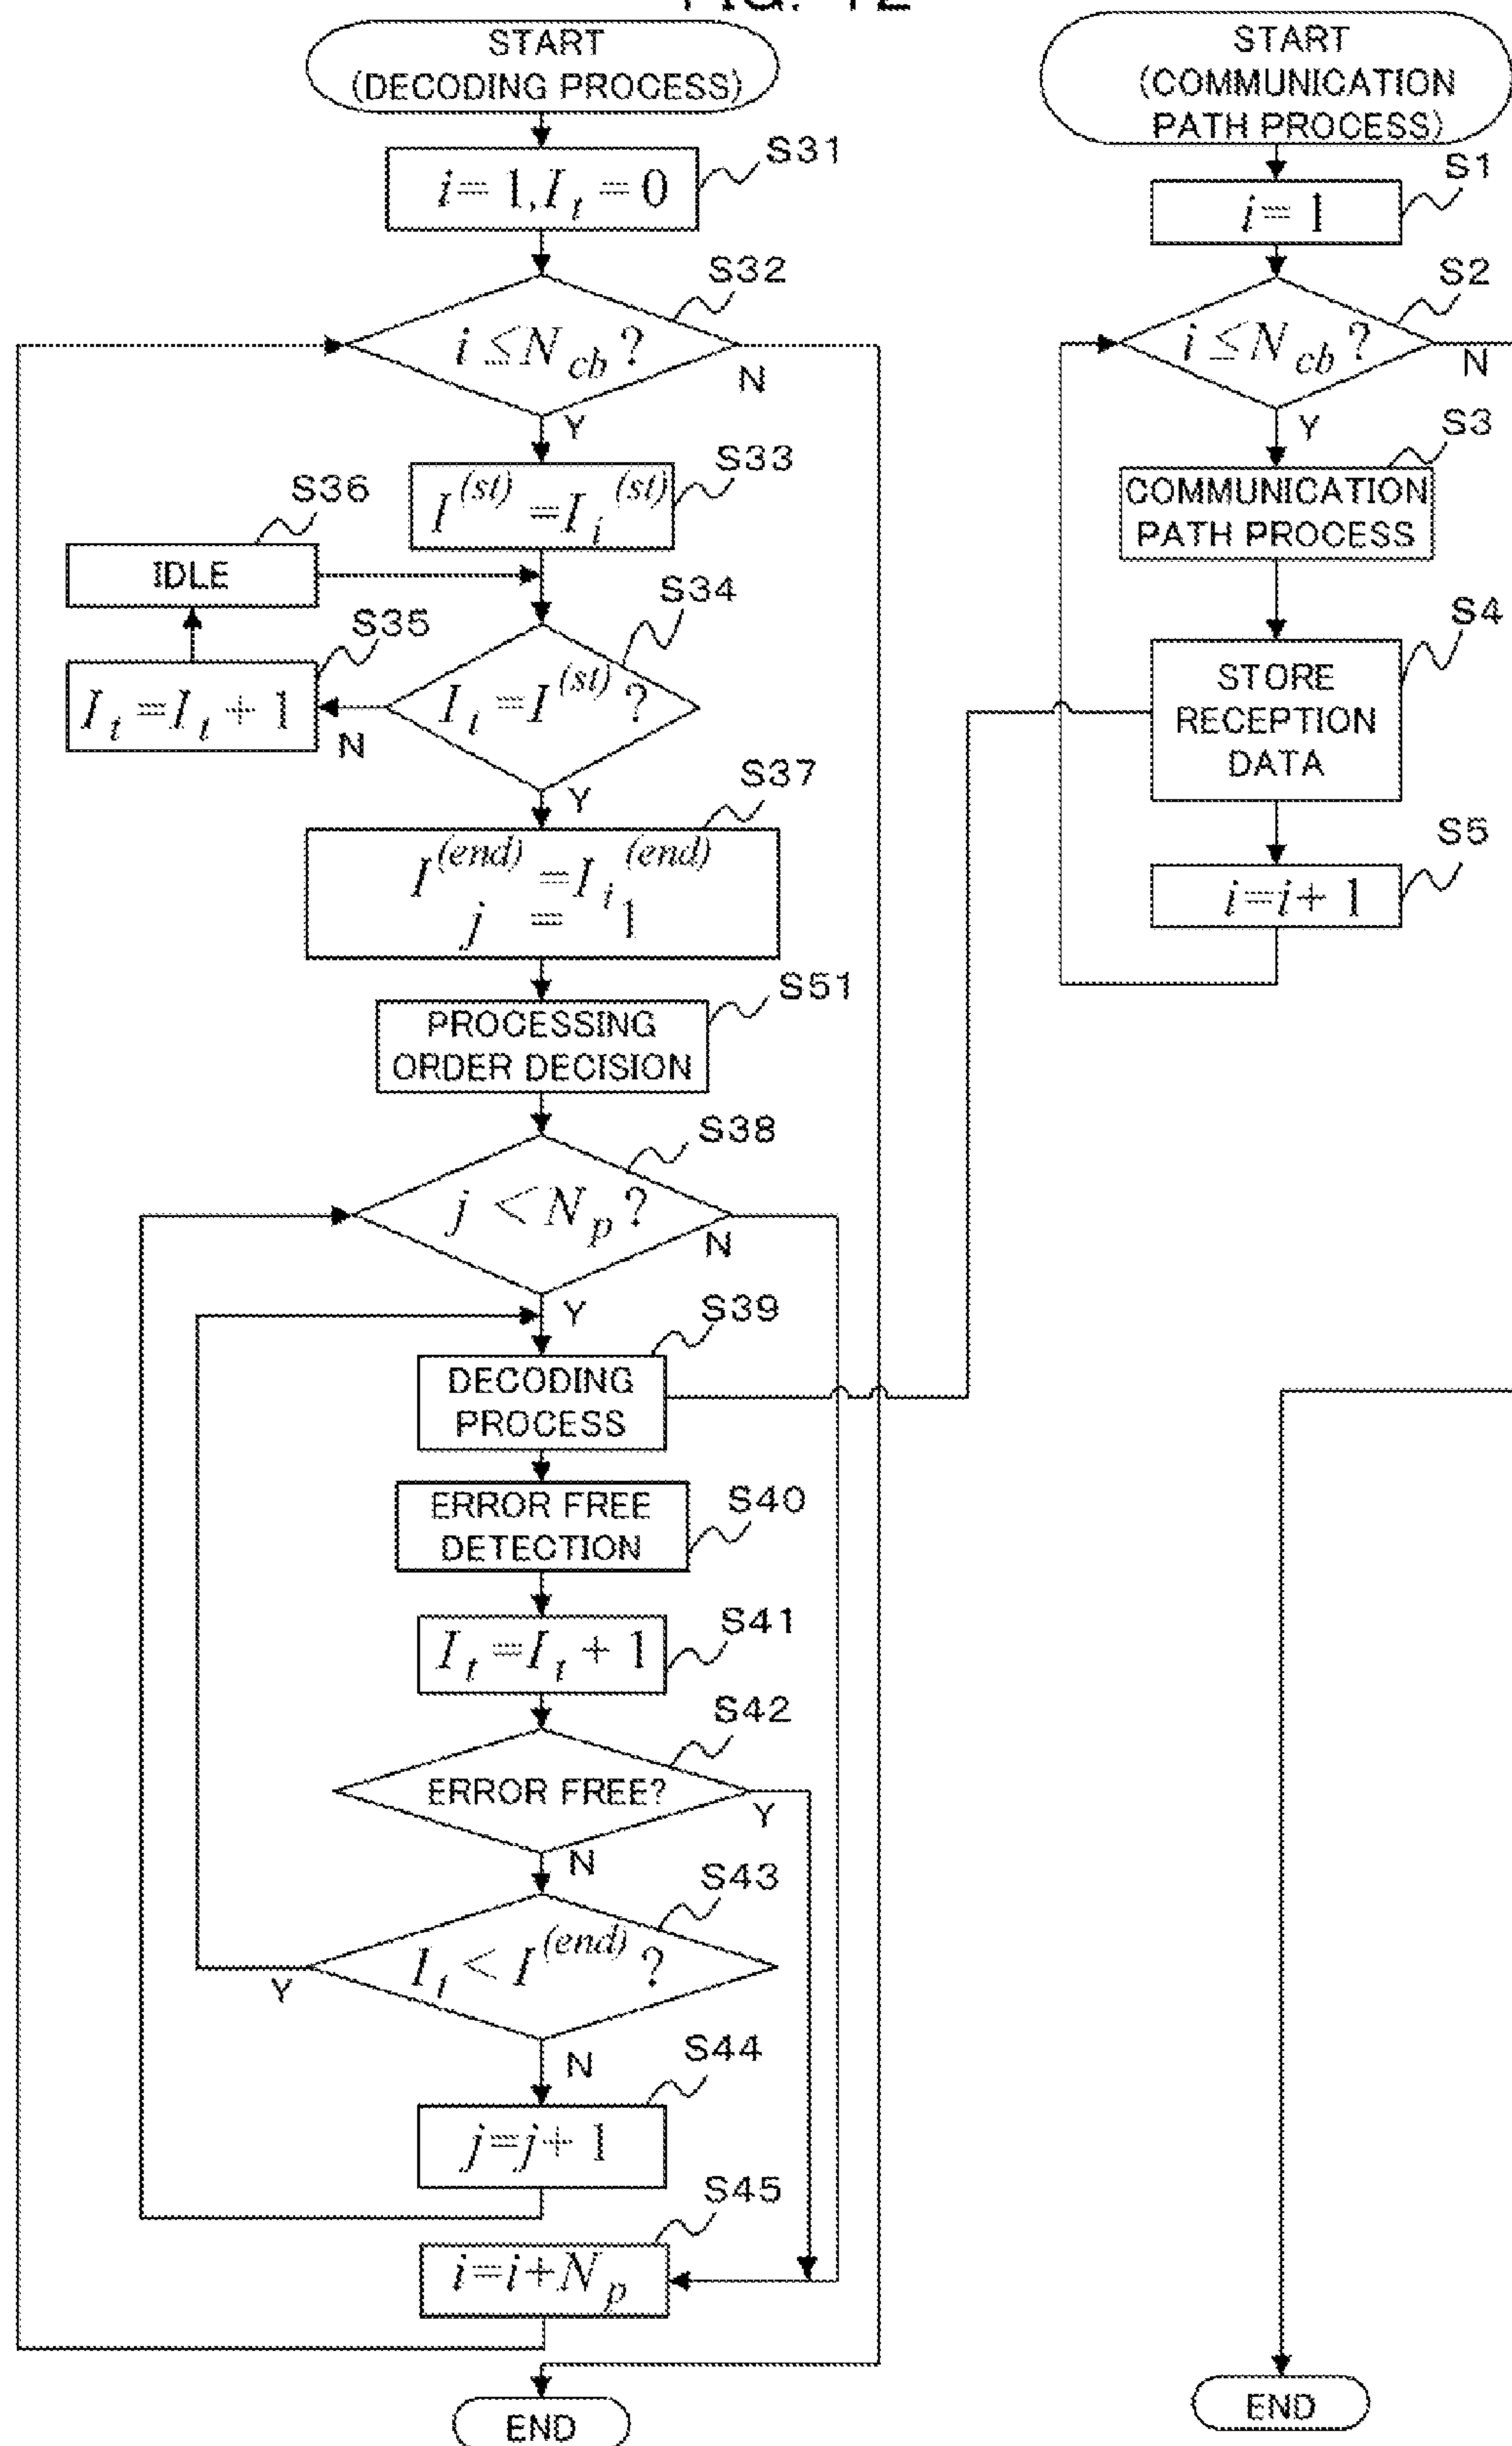 START
(DECODING PROCESS)
S31
i=1, I_t=0
S32
i≤N_cb?
N
Y
S33
I^(st)=I_i^(st)
S36
IDLE
S34
S35
I_t=I_t+1
I_t=I^(st)?
N
Y
S37
I^(end)=I_i^(end)
j = 1
S51
PROCESSING
ORDER DECISION
S38
j<N_p?
N
Y
S39
DECODING
PROCESS
S40
ERROR FREE
DETECTION
S41
I_t=I_t+1
S42
ERROR FREE?
Y
N
S43
I_t<I^(end)?
Y
N
S44
j=j+1
S45
i=i+N_p
END
START
(COMMUNICATION
PATH PROCESS)
S1
i=1
S2
i≤N_cb?
N
Y
S3
COMMUNICATION
PATH PROCESS
S4
STORE
RECEPTION
DATA
S5
i=i+1
END